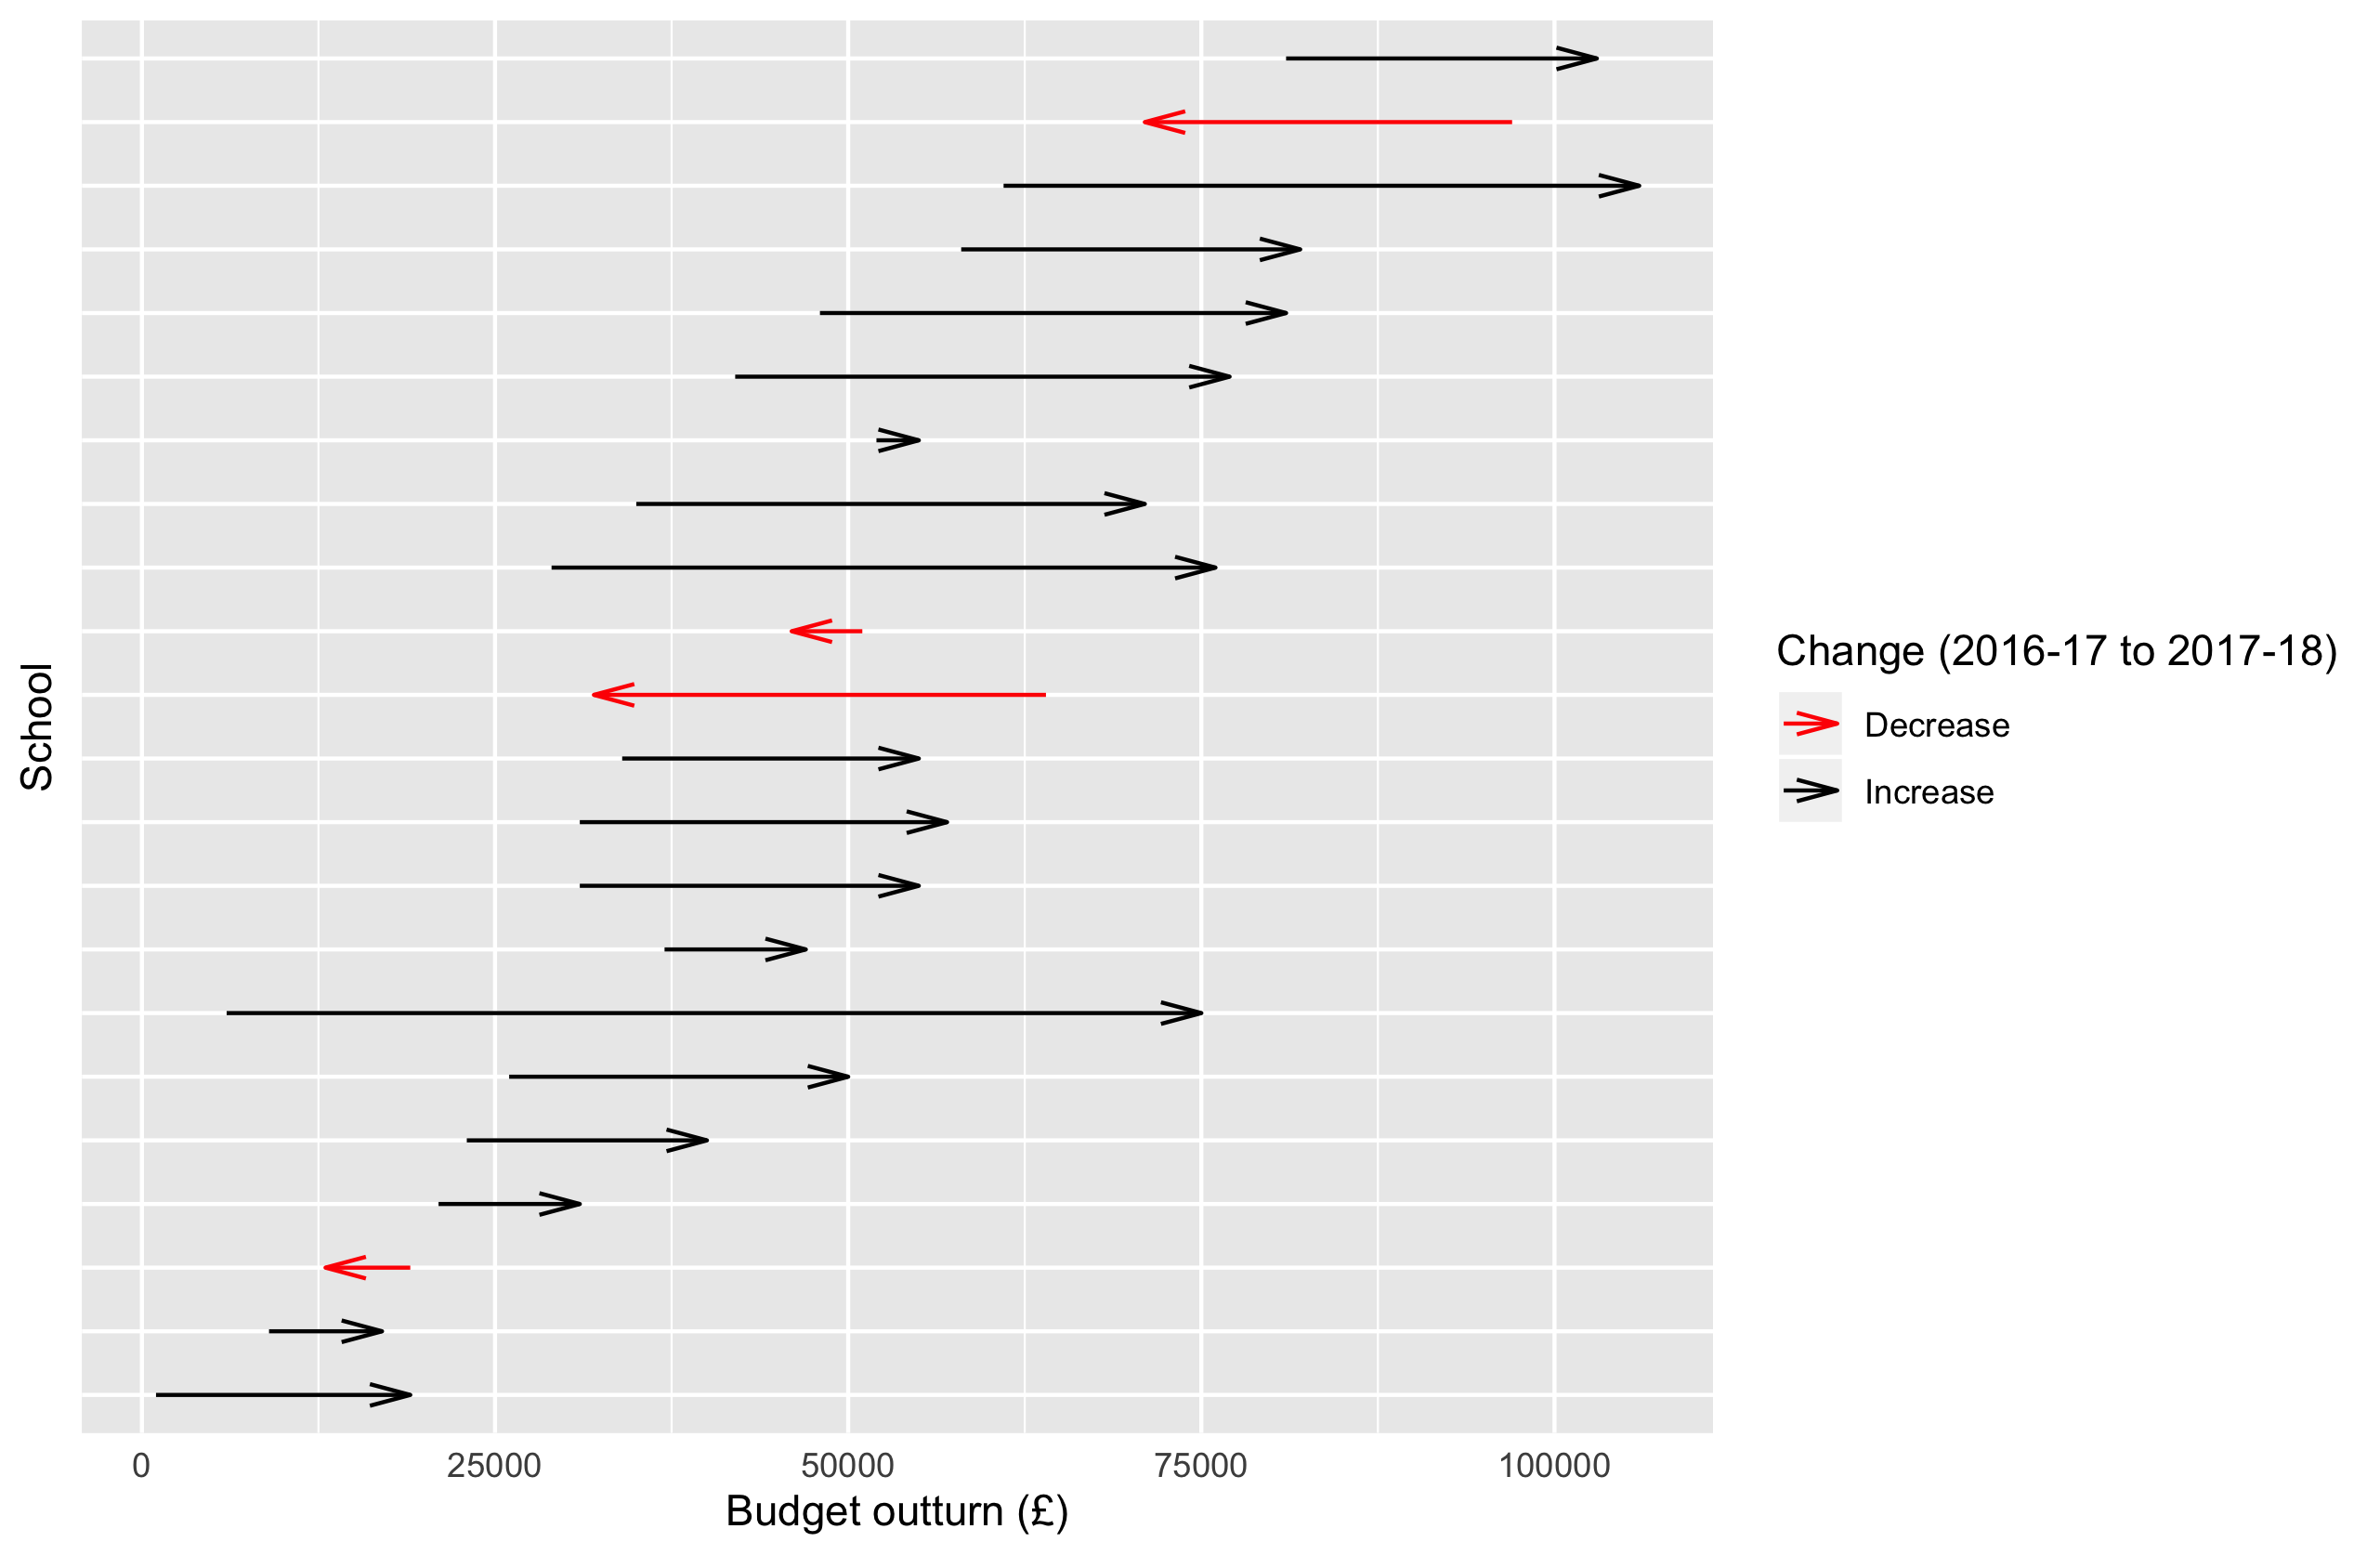 School
0
25000
50000
75000
100000
Budget outturn (£)
Change (2016-17 to 2017-18)
Decrease
Increase